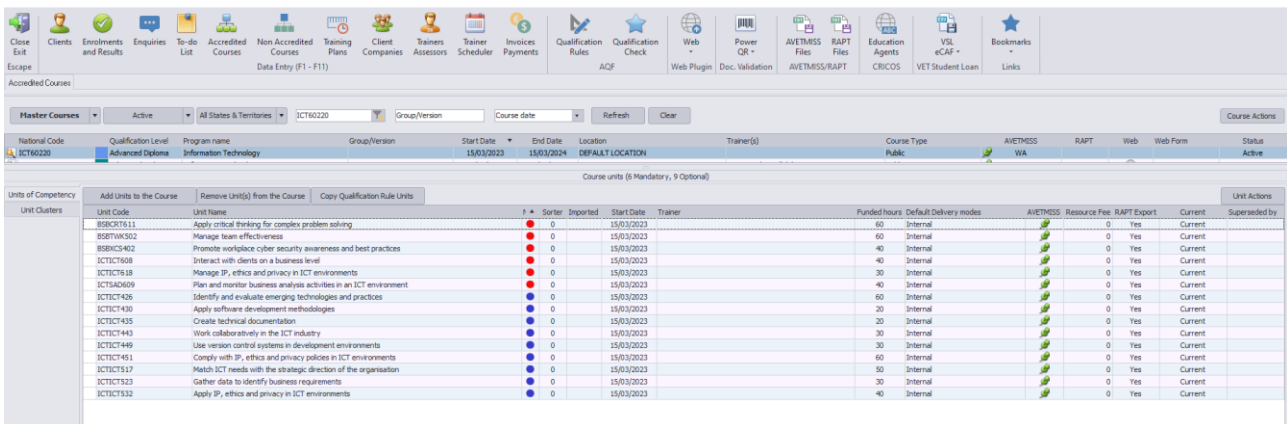 Close Exit Clients Enrolments and Results Enquiries To-do List Accredited Courses Non Accredited Courses Training Plans Client Companies Trainers Assessors Trainer Scheduler Invoices Payments Qualification Rules Qualification Check Web Power QR AVETMISS Files RAPT Files Education Agents VSL eCAF Bookmarks
Escape Data Entry (F1 - F11) AQF Web Plugin Doc. Validation AVETMISS/RAPT CRICOS VET Student Loan Links
Accredited Courses
Master Courses Active All States & Territories ICT60220 Group/Version Course date Refresh Clear Course Actions
National Code Qualification Level Program name Group/Version Start Date End Date Location Trainer(s) Course Type AVETMISS RAPT Web Web Form Status
ICT60220 Advanced Diploma Information Technology 15/03/2023 15/03/2024 DEFAULT LOCATION Public WA Active
Course units (6 Mandatory, 9 Optional)
Units of Competency Add Units to the Course Remove Unit(s) from the Course Copy Qualification Rule Units Unit Actions
Unit Clusters Unit Code Unit Name Sorter Imported Start Date Trainer Funded hours Default Delivery modes AVETMISS Resource Fee RAPT Export Current Superseded by
BSBCRT611 Apply critical thinking for complex problem solving 0 15/03/2023 60 Internal 0 Yes Current
BSBTWK502 Manage team effectiveness 0 15/03/2023 60 Internal 0 Yes Current
BSBXCS402 Promote workplace cyber security awareness and best practices 0 15/03/2023 40 Internal 0 Yes Current
ICTICT608 Interact with clients on a business level 0 15/03/2023 40 Internal 0 Yes Current
ICTICT618 Manage IP, ethics and privacy in ICT environments 0 15/03/2023 30 Internal 0 Yes Current
ICTSAD609 Plan and monitor business analysis activities in an ICT environment 0 15/03/2023 40 Internal 0 Yes Current
ICTICT426 Identify and evaluate emerging technologies and practices 0 15/03/2023 60 Internal 0 Yes Current
ICTICT430 Apply software development methodologies 0 15/03/2023 20 Internal 0 Yes Current
ICTICT435 Create technical documentation 0 15/03/2023 20 Internal 0 Yes Current
ICTICT443 Work collaboratively in the ICT industry 0 15/03/2023 30 Internal 0 Yes Current
ICTICT449 Use version control systems in development environments 0 15/03/2023 30 Internal 0 Yes Current
ICTICT451 Comply with IP, ethics and privacy policies in ICT environments 0 15/03/2023 60 Internal 0 Yes Current
ICTICT517 Match ICT needs with the strategic direction of the organisation 0 15/03/2023 50 Internal 0 Yes Current
ICTICT523 Gather data to identify business requirements 0 15/03/2023 30 Internal 0 Yes Current
ICTICT532 Apply IP, ethics and privacy in ICT environments 0 15/03/2023 40 Internal 0 Yes Current